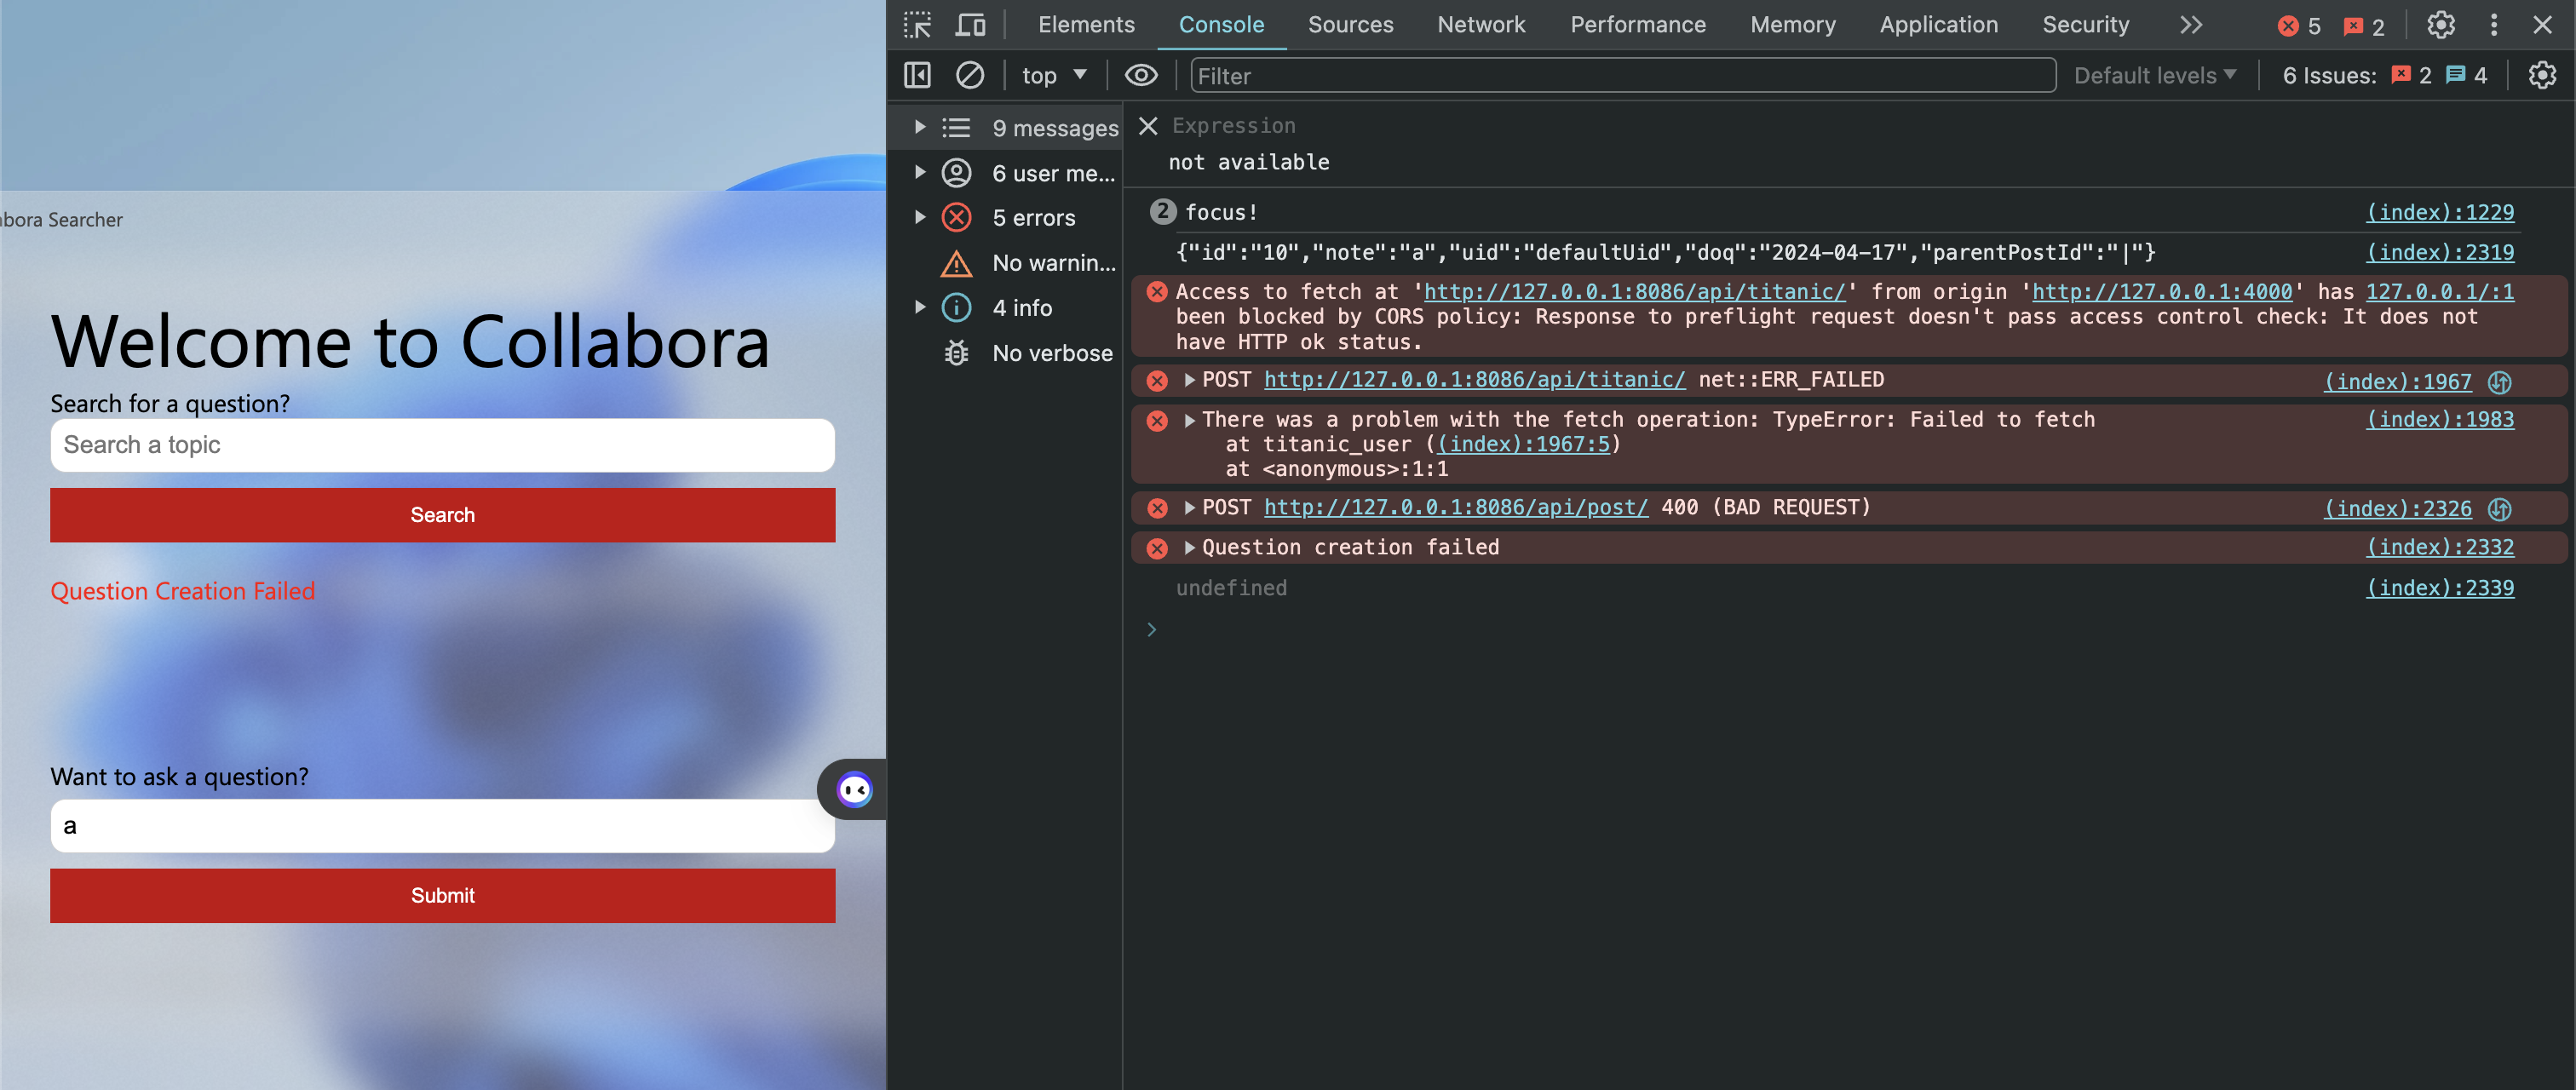 bora Searcher
Welcome to Collabora
Search for a question?
Search a topic
Search
Question Creation Failed
Want to ask a question?
a
Submit
Elements Console Sources Network Performance Memory Application Security 5 2
top Filter Default levels 6 Issues: 2 4
9 messages
6 user me...
5 errors
No warnin...
4 info
No verbose
Expression
not available
2 focus! (index):1229
{"id":"10","note":"a","uid":"defaultUid","doq":"2024-04-17","parentPostId":"|"} (index):2319
Access to fetch at 'http://127.0.0.1:8086/api/titanic/' from origin 'http://127.0.0.1:4000' has 127.0.0.1/:1
been blocked by CORS policy: Response to preflight request doesn't pass access control check: It does not
have HTTP ok status.
POST http://127.0.0.1:8086/api/titanic/ net::ERR_FAILED (index):1967
There was a problem with the fetch operation: TypeError: Failed to fetch (index):1983
at titanic_user ((index):1967:5)
at <anonymous>:1:1
POST http://127.0.0.1:8086/api/post/ 400 (BAD REQUEST) (index):2326
Question creation failed (index):2332
undefined (index):2339